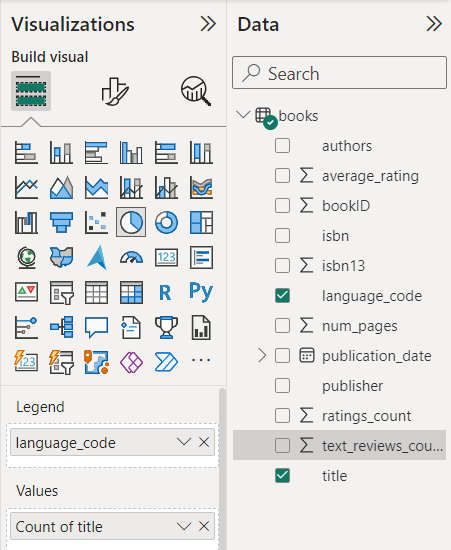 Visualizations
Build visual
123
R
Py
123
Legend
language_code
Values
Count of title
Data
Search
books
authors
average_rating
bookID
isbn
isbn13
language_code
num_pages
publication_date
publisher
ratings_count
text_reviews_cou...
title